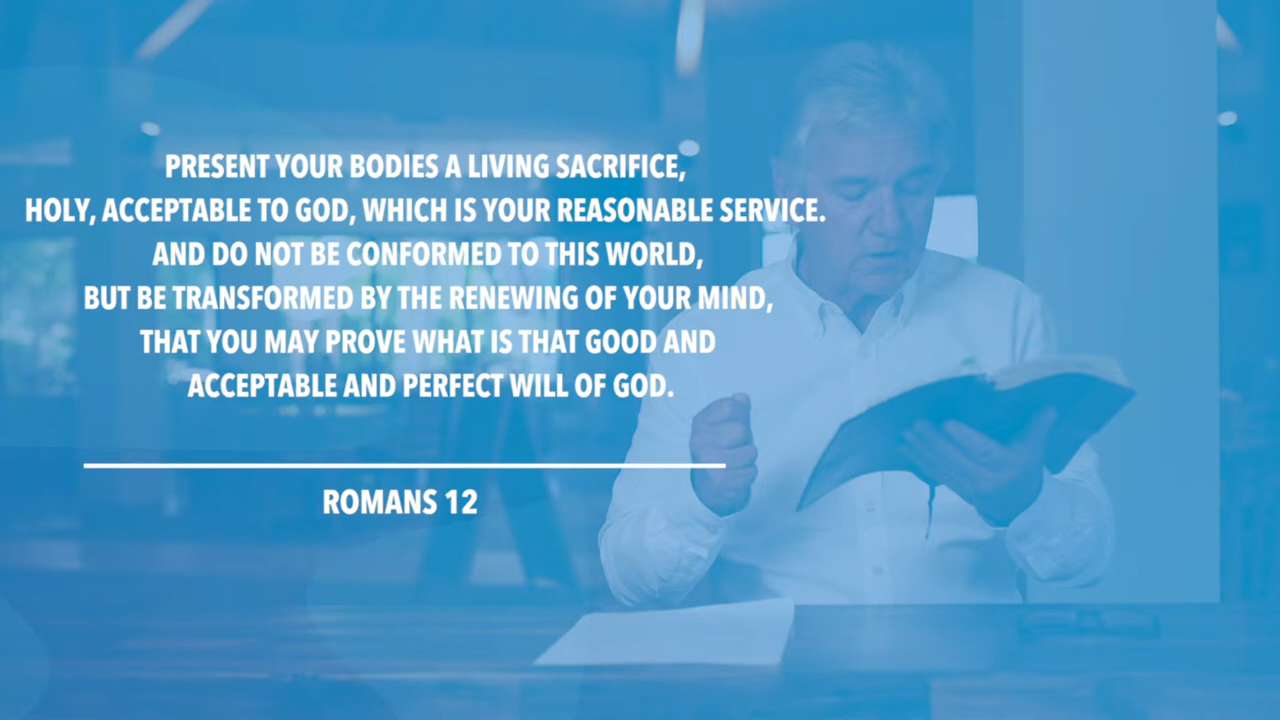 PRESENT YOUR BODIES A LIVING SACRIFICE,
HOLY, ACCEPTABLE TO GOD, WHICH IS YOUR REASONABLE SERVICE.
AND DO NOT BE CONFORMED TO THIS WORLD,
BUT BE TRANSFORMED BY THE RENEWING OF YOUR MIND,
THAT YOU MAY PROVE WHAT IS THAT GOOD AND
ACCEPTABLE AND PERFECT WILL OF GOD.
ROMANS 12